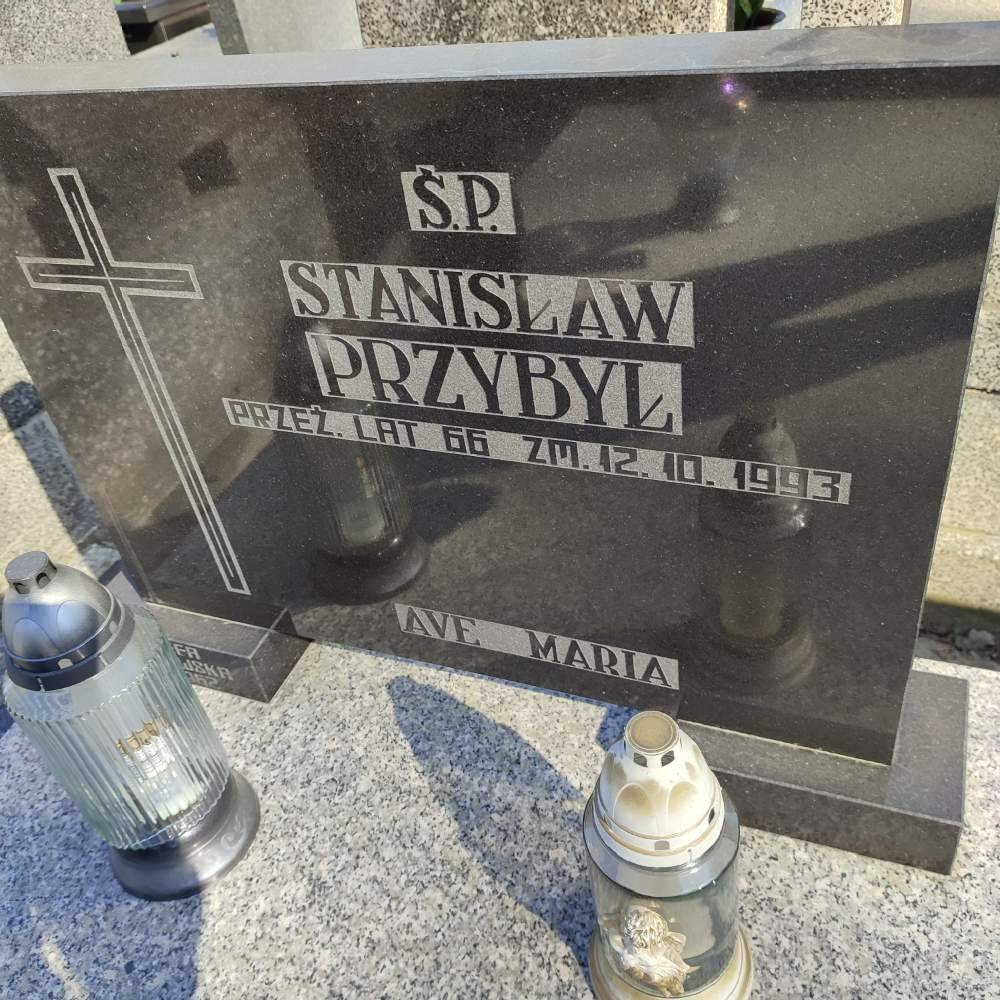 Ś.P.
STANISŁAW
PRZYBYŁ
PRZEŻ. LAT 66 ZM. 12. 10. 1993
AVE MARIA